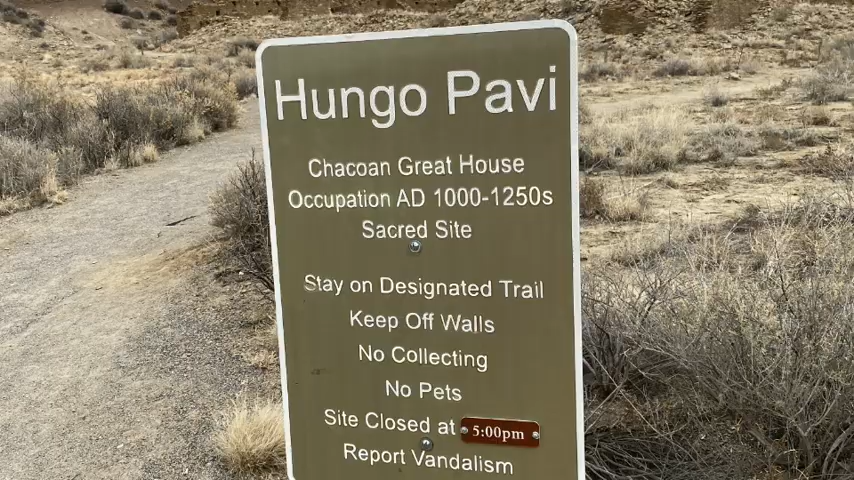 Hungo Pavi
Chacoan Great House
Occupation AD 1000-1250s
Sacred Site
Stay on Designated Trail
Keep Off Walls
No Collecting
No Pets
Site Closed at 5:00pm
Report Vandalism